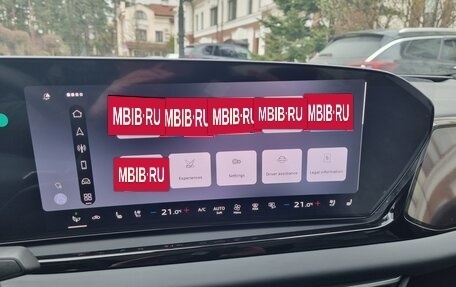 MBIB.RU MBIB.RU MBIB.RU MBIB.RU MBIB.RU
MBIB.RU
Experiences Settings Driver assistance Legal information
21.0 A/C AUTO 21.0